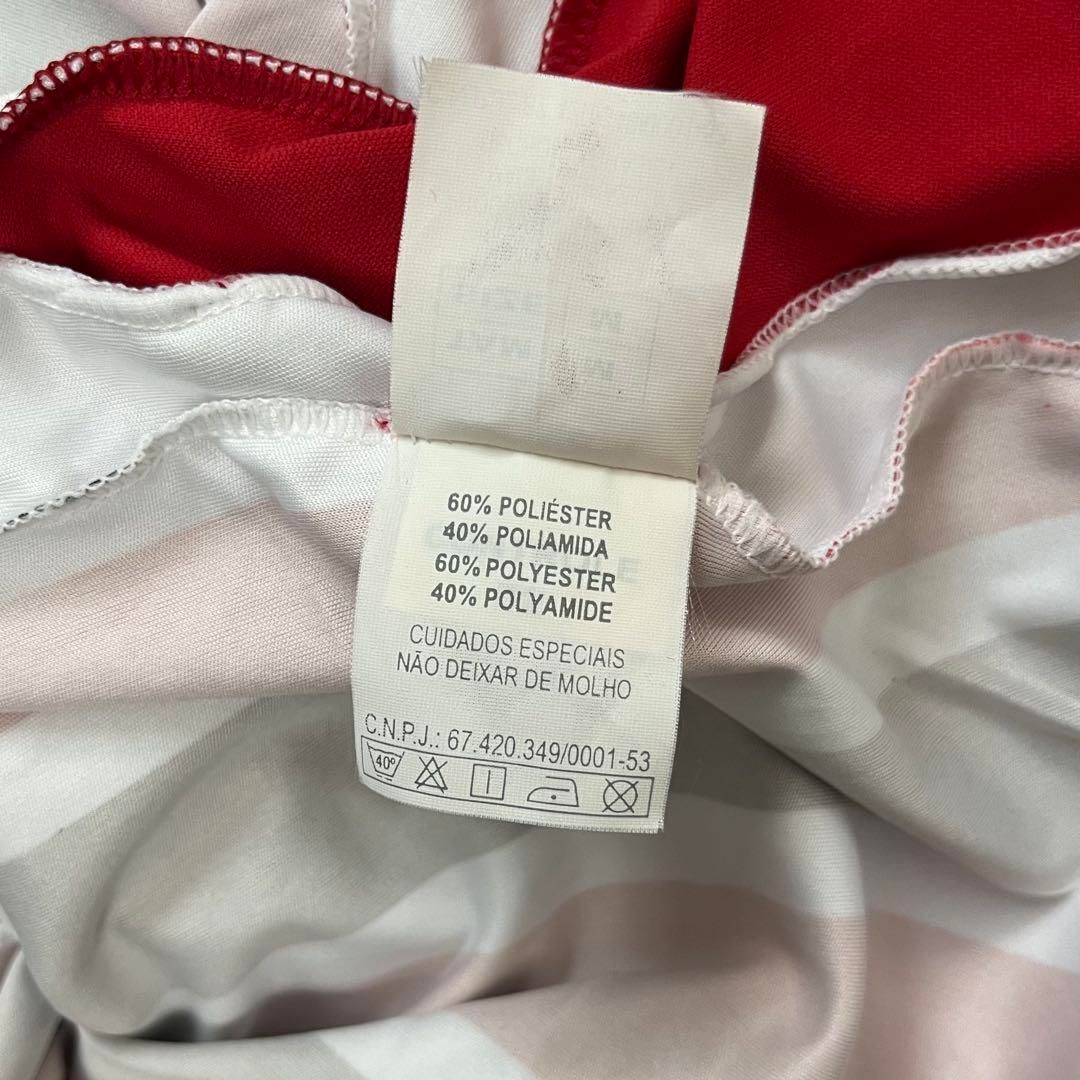 60% POLIÉSTER
40% POLIAMIDA
60% POLYESTER
40% POLYAMIDE
CUIDADOS ESPECIAIS
NÃO DEIXAR DE MOLHO
C.N.P.J.: 67.420.349/0001-53
40°